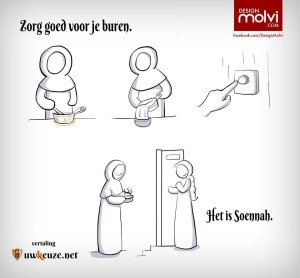 Zorg goed voor je buren.
DESIGN
molvi
.COM
facebook.com/DesignMolvi
Het is Soennah.
vertaling
uwkeuze.net